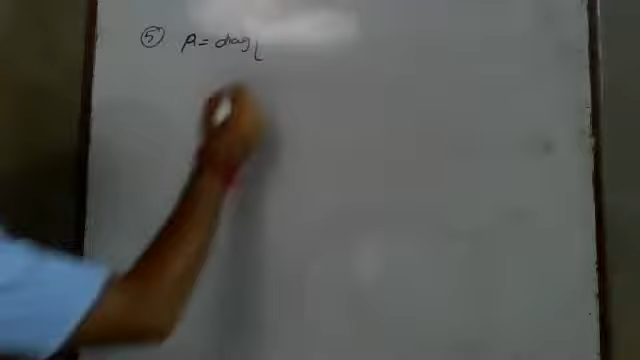 ⑤ A = diag [